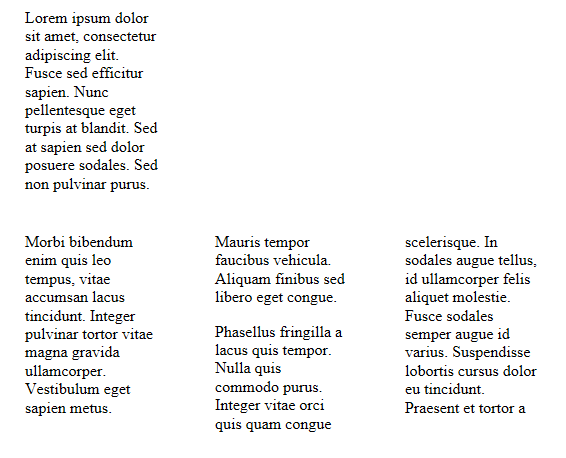 Lorem ipsum dolor
sit amet, consectetur
adipiscing elit.
Fusce sed efficitur
sapien. Nunc
pellentesque eget
turpis at blandit. Sed
at sapien sed dolor
posuere sodales. Sed
non pulvinar purus.
Morbi bibendum
enim quis leo
tempus, vitae
accumsan lacus
tincidunt. Integer
pulvinar tortor vitae
magna gravida
ullamcorper.
Vestibulum eget
sapien metus.
Mauris tempor
faucibus vehicula.
Aliquam finibus sed
libero eget congue.
Phasellus fringilla a
lacus quis tempor.
Nulla quis
commodo purus.
Integer vitae orci
quis quam congue
scelerisque. In
sodales augue tellus,
id ullamcorper felis
aliquet molestie.
Fusce sodales
semper augue id
varius. Suspendisse
lobortis cursus dolor
eu tincidunt.
Praesent et tortor a